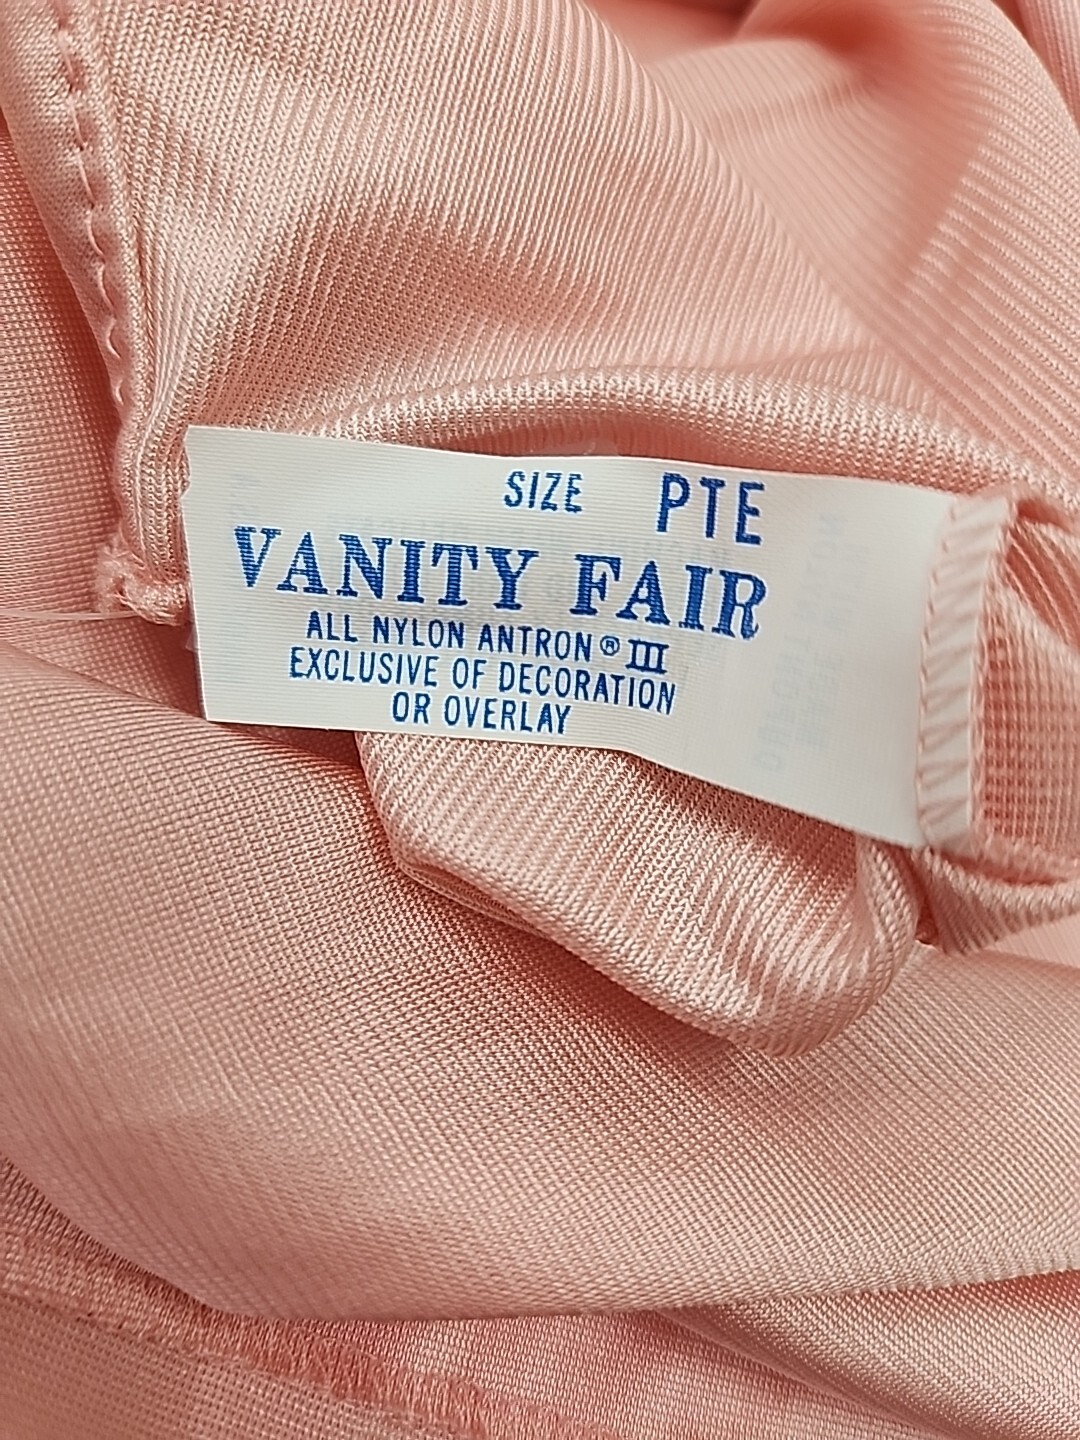 SIZE PTE
VANITY FAIR
ALL NYLON ANTRON® III
EXCLUSIVE OF DECORATION
OR OVERLAY